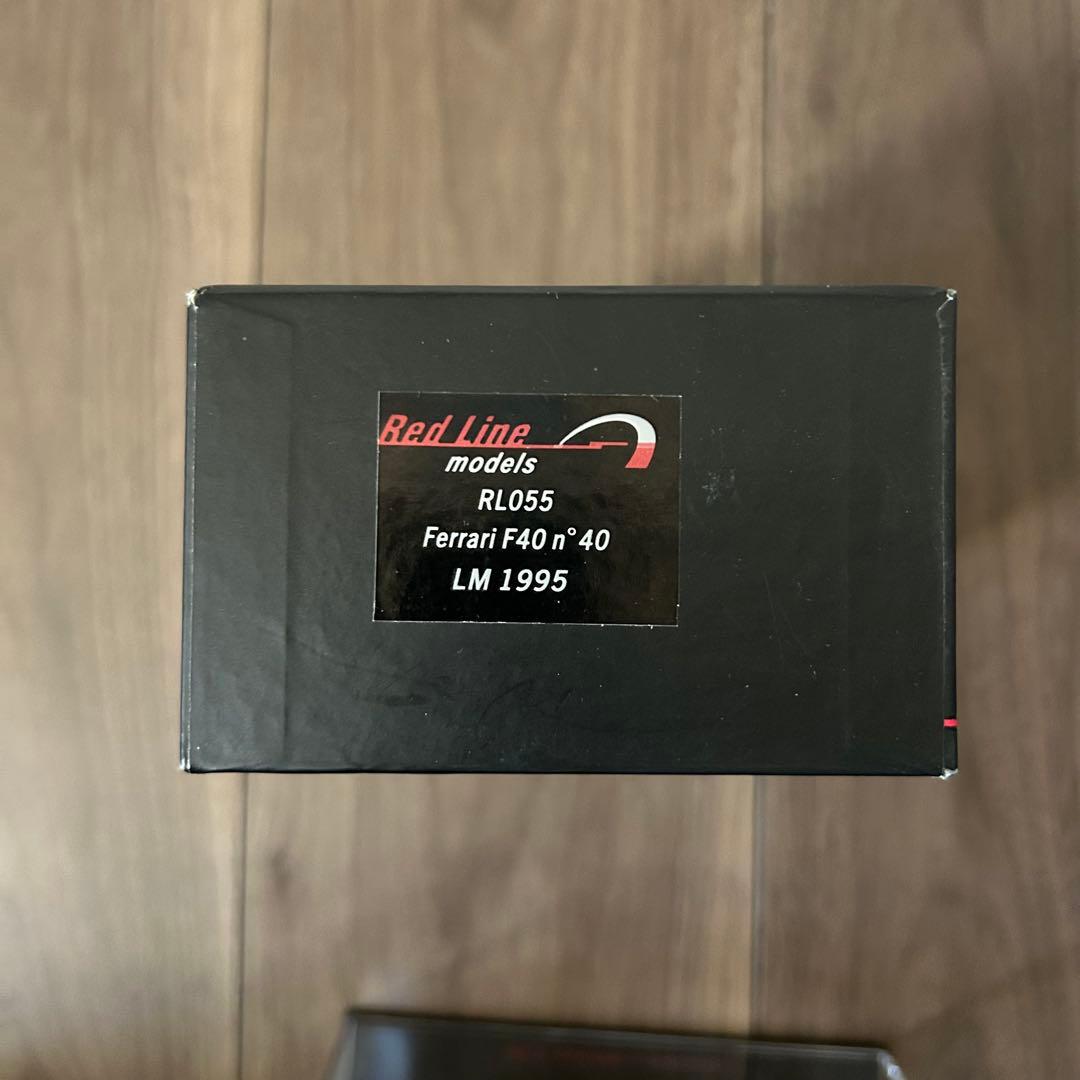 Red Line
models
RL055
Ferrari F40 n° 40
LM 1995